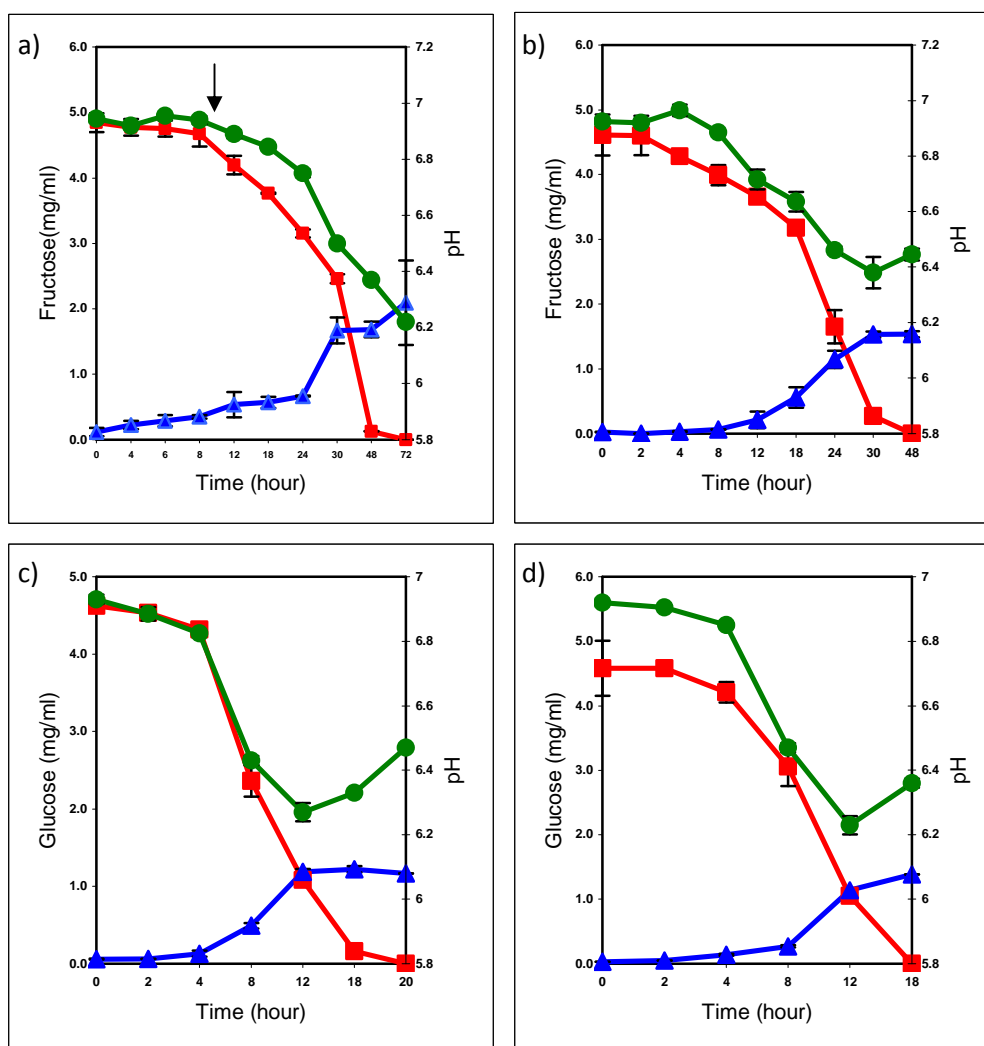 a)
6.0
5.0
4.0
3.0
2.0
1.0
0.0
Fructose(mg/ml)
7.2
7
6.8
6.6
6.4
6.2
6
5.8
pH
0 4 6 8 12 18 24 30 48 72
Time (hour)
b)
6.0
5.0
4.0
3.0
2.0
1.0
0.0
Fructose (mg/ml)
7.2
7
6.8
6.6
6.4
6.2
6
5.8
pH
0 2 4 8 12 18 24 30 48
Time (hour)
c)
5.0
4.0
3.0
2.0
1.0
0.0
Glucose (mg/ml)
7
6.8
6.6
6.4
6.2
6
5.8
pH
0 2 4 8 12 18 20
Time (hour)
d)
6.0
5.0
4.0
3.0
2.0
1.0
0.0
Glucose (mg/ml)
7
6.8
6.6
6.4
6.2
6
5.8
pH
0 2 4 8 12 18
Time (hour)